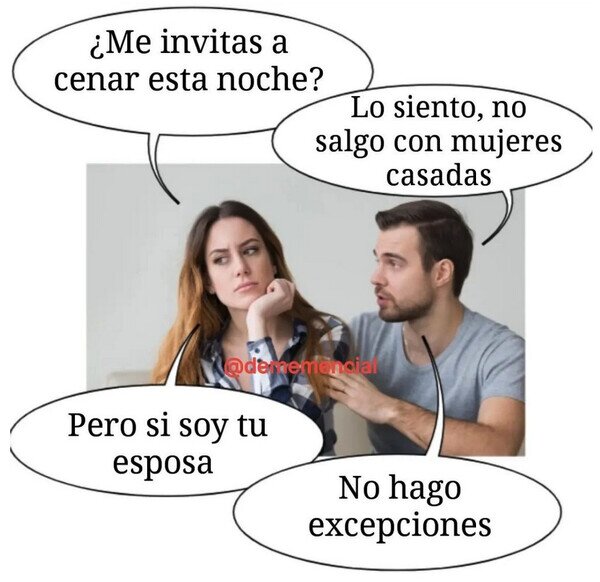 ¿Me invitas a
cenar esta noche?
Lo siento, no
salgo con mujeres
casadas
@dememencial
Pero si soy tu
esposa
No hago
excepciones